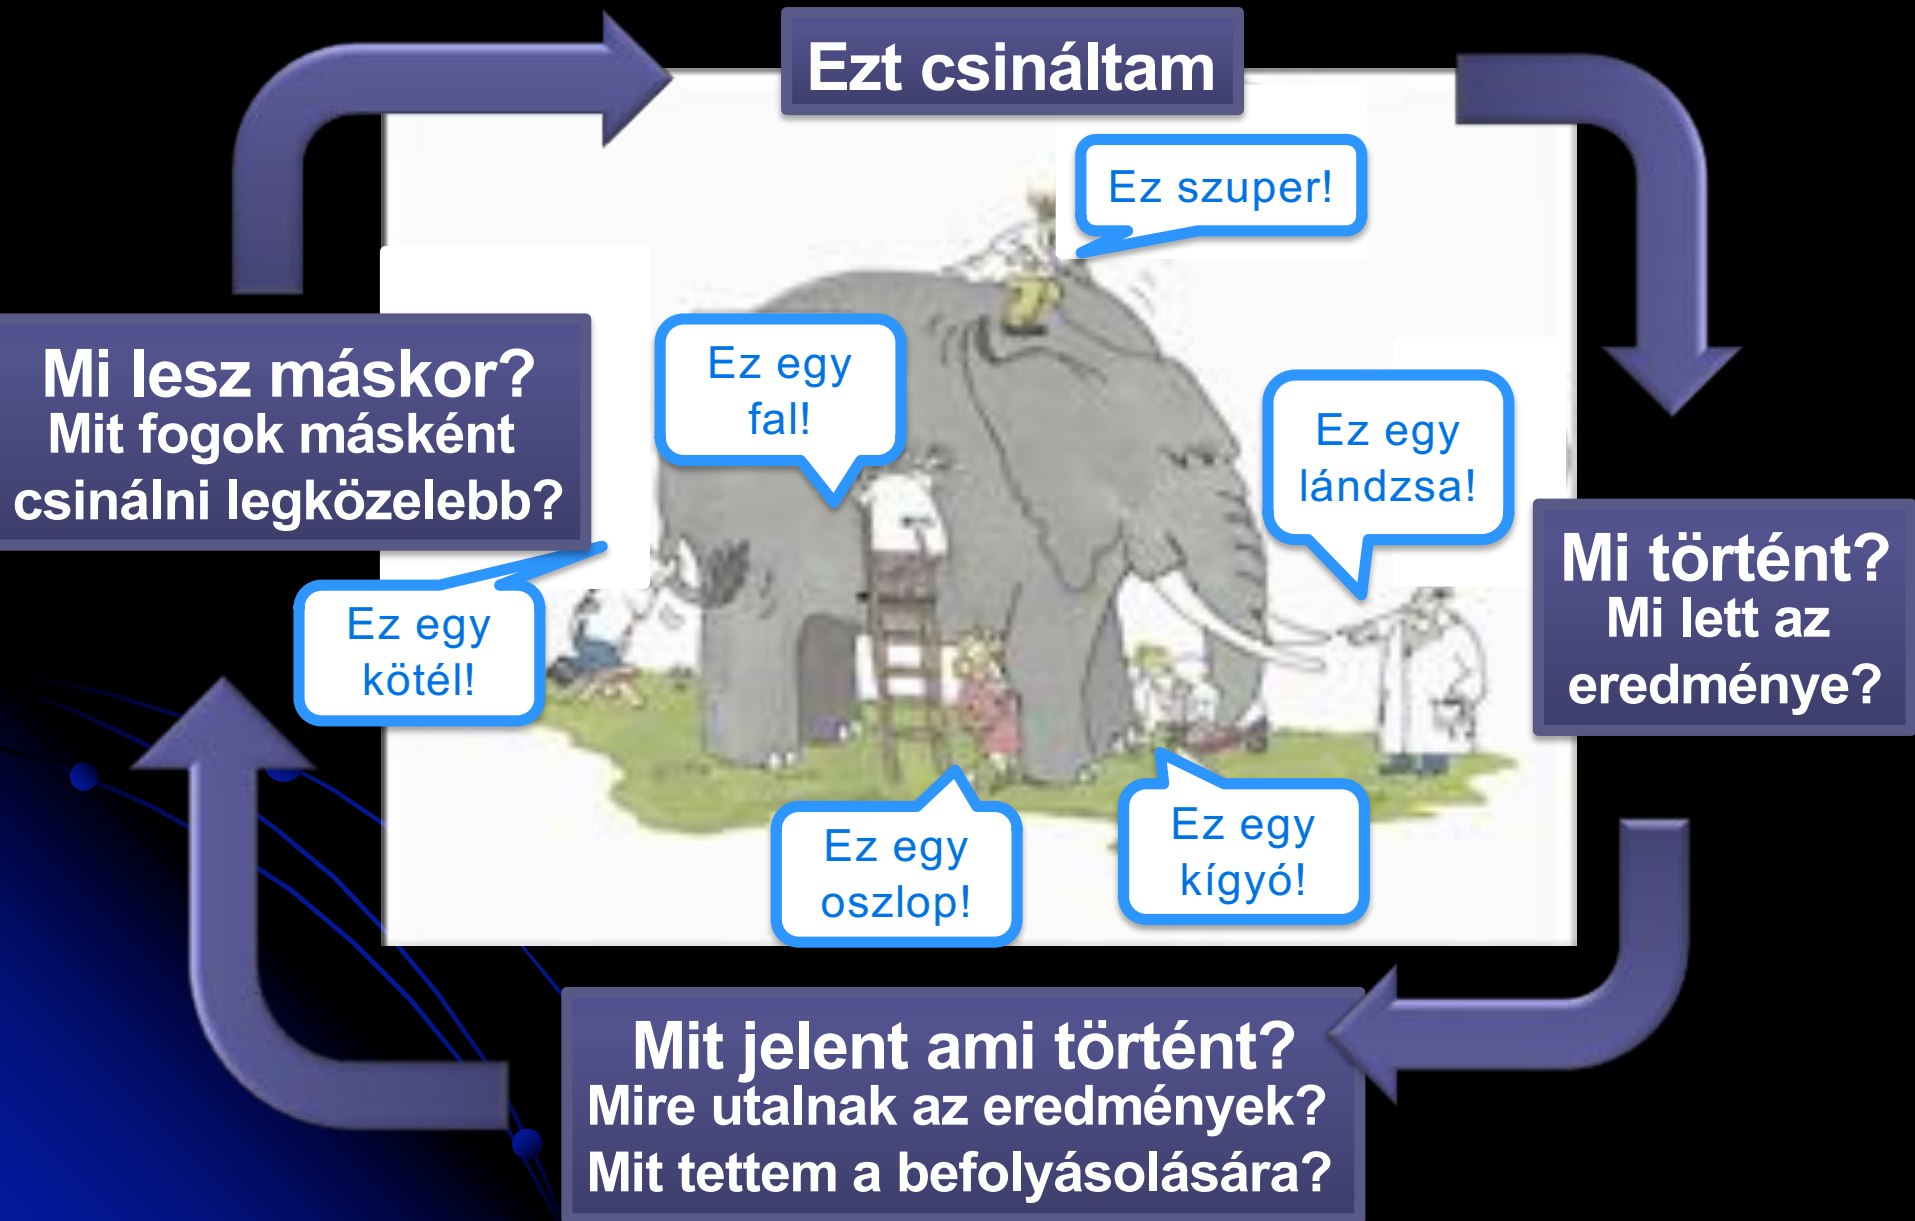 Ezt csináltam
Ez szuper!
Mi lesz máskor?
Mit fogok másként
csinálni legközelebb?
Ez egy
fal!
Ez egy
lándzsa!
Mi történt?
Mi lett az
eredménye?
Ez egy
kötél!
Ez egy
oszlop!
Ez egy
kígyó!
Mit jelent ami történt?
Mire utalnak az eredmények?
Mit tettem a befolyásolására?